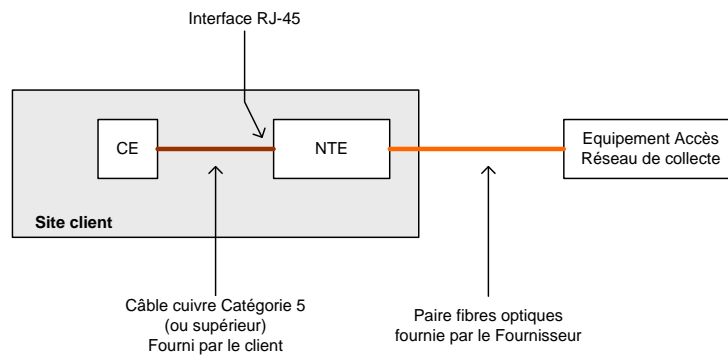 Interface RJ-45
CE
NTE
Equipement Accès
Réseau de collecte
Site client
Câble cuivre Catégorie 5
(ou supérieur)
Fourni par le client
Paire fibres optiques
fournie par le Fournisseur